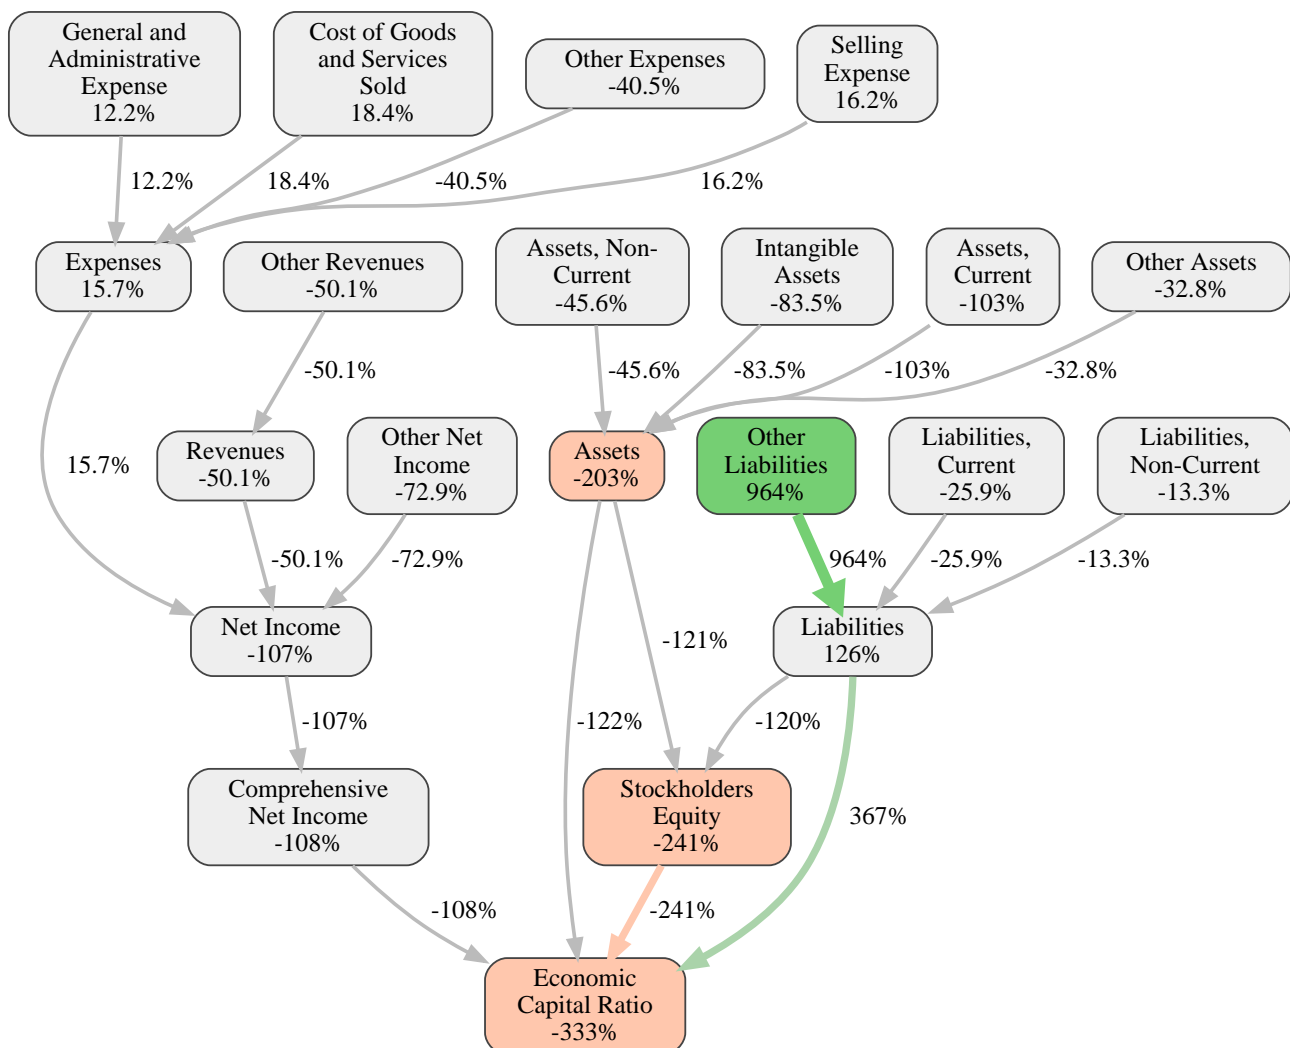 General and
Administrative
Expense
12.2%
Cost of Goods
and Services
Sold
18.4%
Other Expenses
-40.5%
Selling
Expense
16.2%
12.2%
18.4%
-40.5%
16.2%
Expenses
15.7%
Other Revenues
-50.1%
Assets, Non-
Current
-45.6%
Intangible
Assets
-83.5%
Assets,
Current
-103%
Other Assets
-32.8%
-50.1%
-45.6%
-83.5%
-103%
-32.8%
15.7%
Revenues
-50.1%
Other Net
Income
-72.9%
Assets
-203%
Other
Liabilities
964%
Liabilities,
Current
-25.9%
Liabilities,
Non-Current
-13.3%
-50.1%
-72.9%
964%
-25.9%
-13.3%
Net Income
-107%
-121%
Liabilities
126%
-107%
-122%
-120%
Comprehensive
Net Income
-108%
Stockholders
Equity
-241%
367%
-108%
-241%
Economic
Capital Ratio
-333%